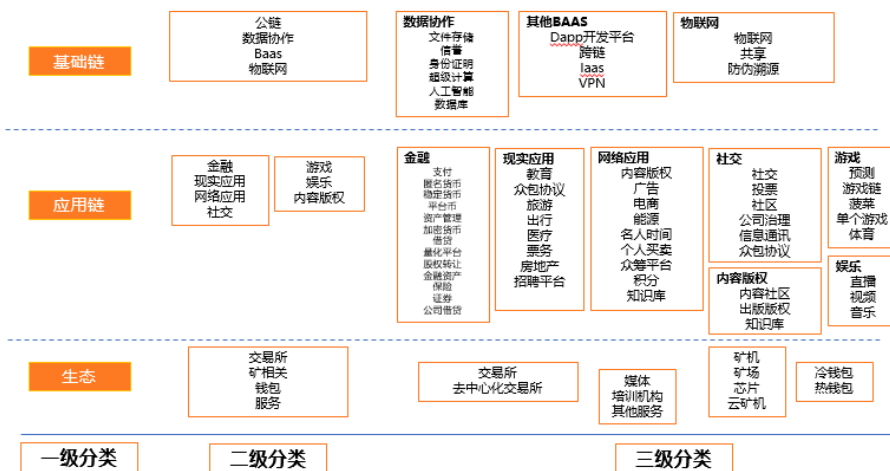 基础链
公链
数据协作
Baas
物联网
数据协作
文件存储
信誉
身份证明
超级计算
人工智能
数据库
其他BAAS
Dapp开发平台
跨链
Iaas
VPN
物联网
物联网
共享
防伪溯源
应用链
金融
现实应用
网络应用
社交
游戏
娱乐
内容版权
金融
支付
匿名货币
稳定货币
平台币
资产管理
加密货币
借贷
量化平台
股权转让
金融资产
保险
证券
公司借贷
现实应用
教育
众包协议
旅游
出行
医疗
票务
房地产
招聘平台
网络应用
内容版权
广告
电商
能源
名人时间
个人买卖
众筹平台
积分
知识库
社交
社交
投票
社区
公司治理
信息通讯
众包协议
内容版权
内容社区
出版版权
知识库
游戏
预测
游戏链
菠菜
单个游戏
体育
娱乐
直播
视频
音乐
生态
交易所
矿相关
钱包
服务
交易所
去中心化交易所
媒体
培训机构
其他服务
矿机
矿场
芯片
云矿机
冷钱包
热钱包
一级分类
二级分类
三级分类